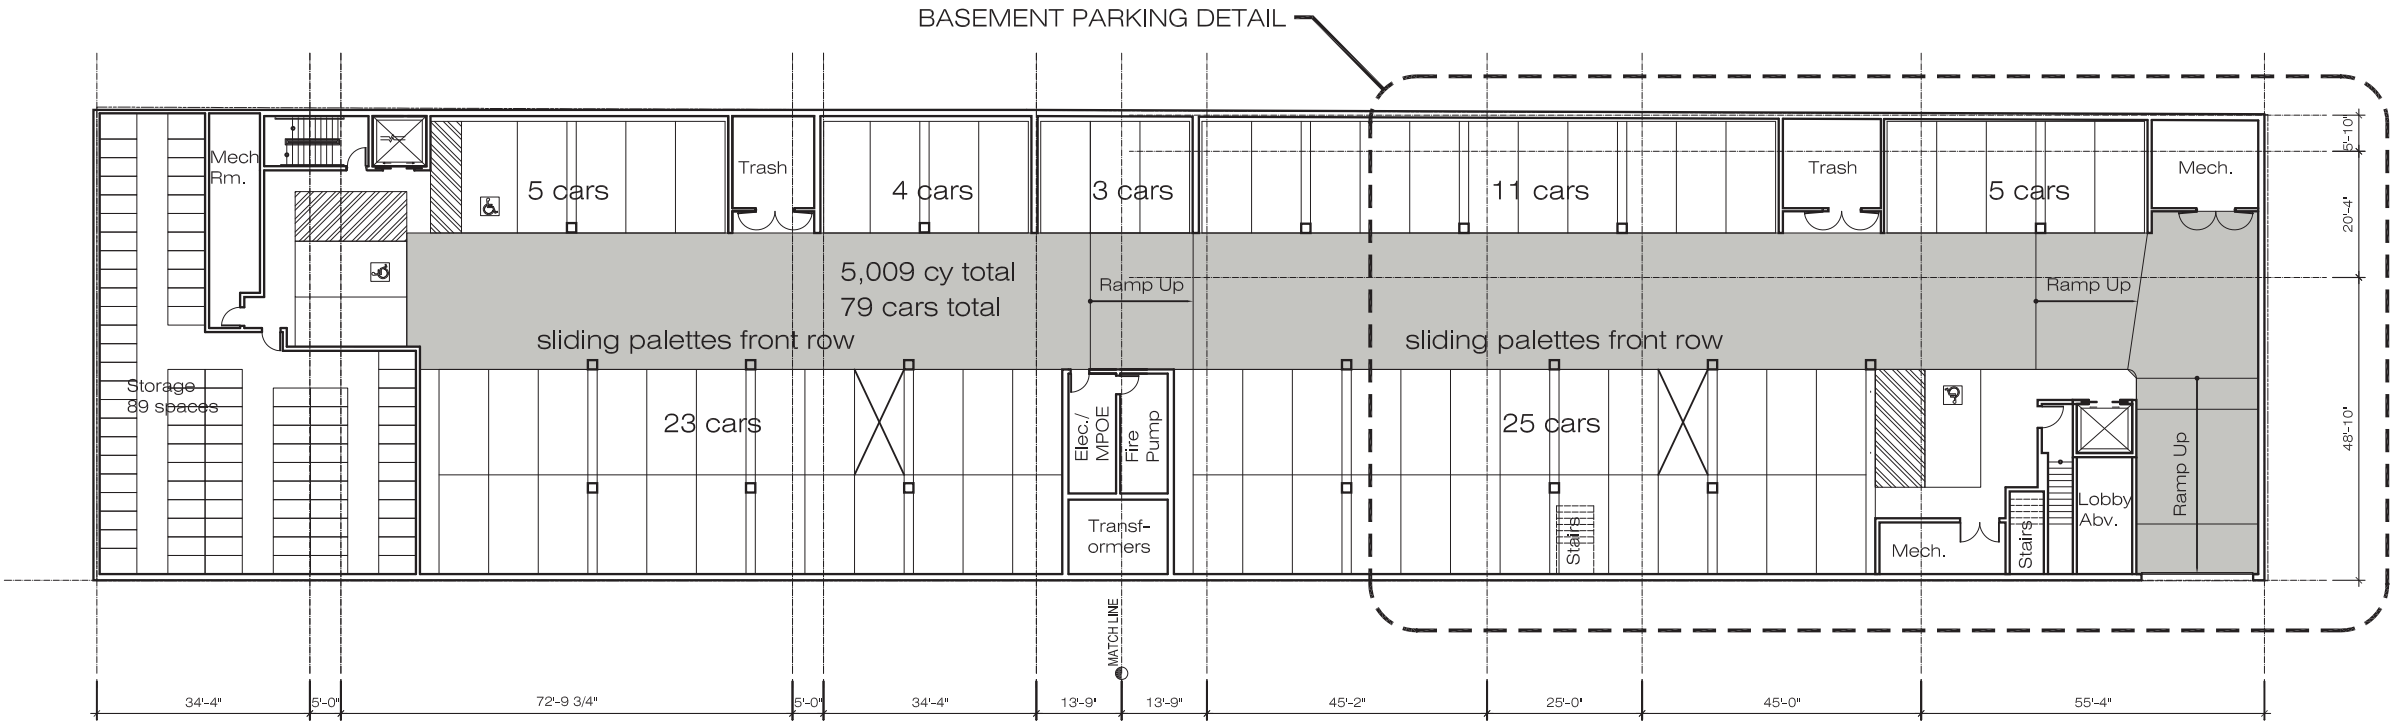 BASEMENT PARKING DETAIL
Mech
Rm.
5 cars
Trash
4 cars
3 cars
11 cars
Trash
5 cars
Mech.
5'-10"
20'-4"
48'-10"
5,009 cy total
79 cars total
Ramp Up
Ramp Up
sliding palettes front row
sliding palettes front row
Storage
89 spaces
23 cars
Elec./
MPOE
Fire
Pump
25 cars
Ramp Up
Transf-
ormers
Stairs
Mech.
Stairs
Lobby
Abv.
MATCH LINE
34'-4"
5'-0"
72'-9 3/4"
5'-0"
34'-4"
13'-9"
13'-9"
45'-2"
25'-0"
45'-0"
55'-4"